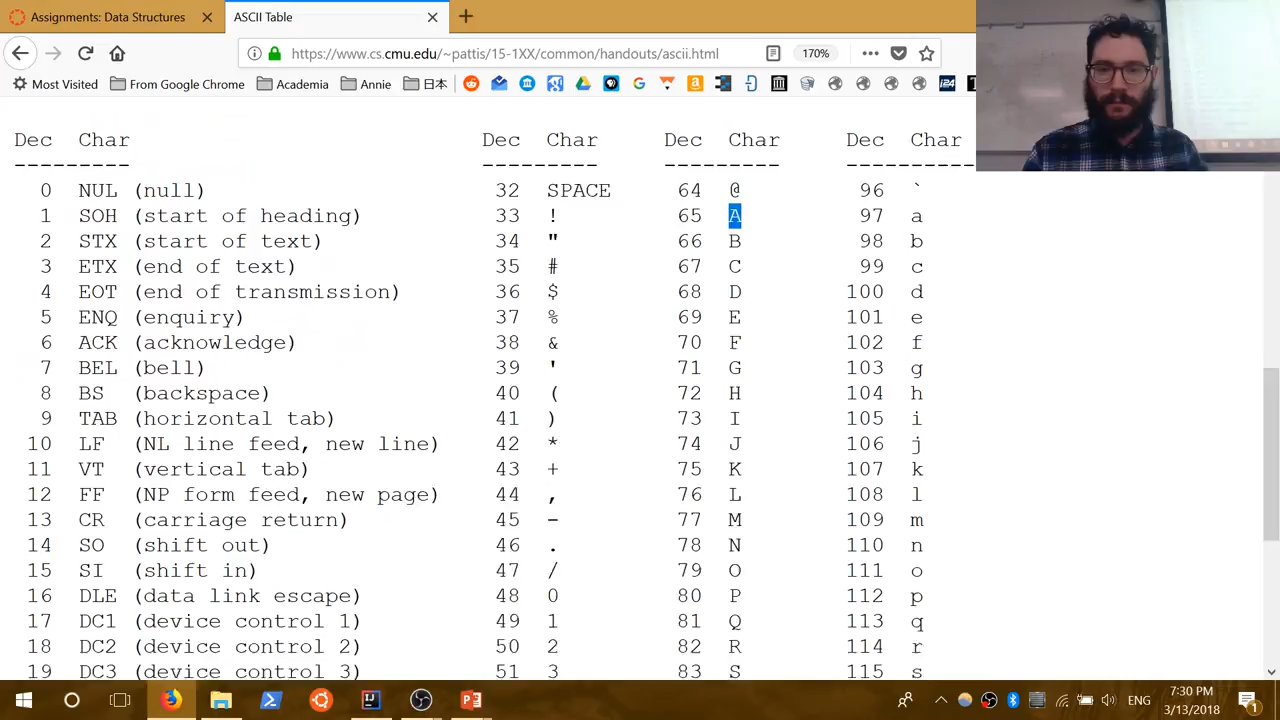 Assignments: Data Structures
ASCII Table
https://www.cs.cmu.edu/~pattis/15-1XX/common/handouts/ascii.html
170%
Most Visited From Google Chrom Academia Annie 日本
Dec Char Dec Char Dec Char Dec Char
--------- --------- --------- ---------
0 NUL (null) 32 SPACE 64 @ 96 `
1 SOH (start of heading) 33 ! 65 A 97 a
2 STX (start of text) 34 " 66 B 98 b
3 ETX (end of text) 35 # 67 C 99 c
4 EOT (end of transmission) 36 $ 68 D 100 d
5 ENQ (enquiry) 37 % 69 E 101 e
6 ACK (acknowledge) 38 & 70 F 102 f
7 BEL (bell) 39 ' 71 G 103 g
8 BS (backspace) 40 ( 72 H 104 h
9 TAB (horizontal tab) 41 ) 73 I 105 i
10 LF (NL line feed, new line) 42 * 74 J 106 j
11 VT (vertical tab) 43 + 75 K 107 k
12 FF (NP form feed, new page) 44 , 76 L 108 l
13 CR (carriage return) 45 - 77 M 109 m
14 SO (shift out) 46 . 78 N 110 n
15 SI (shift in) 47 / 79 O 111 o
16 DLE (data link escape) 48 0 80 P 112 p
17 DC1 (device control 1) 49 1 81 Q 113 q
18 DC2 (device control 2) 50 2 82 R 114 r
19 DC3 (device control 3) 51 3 83 S 115 s
ENG
7:30 PM
3/13/2018